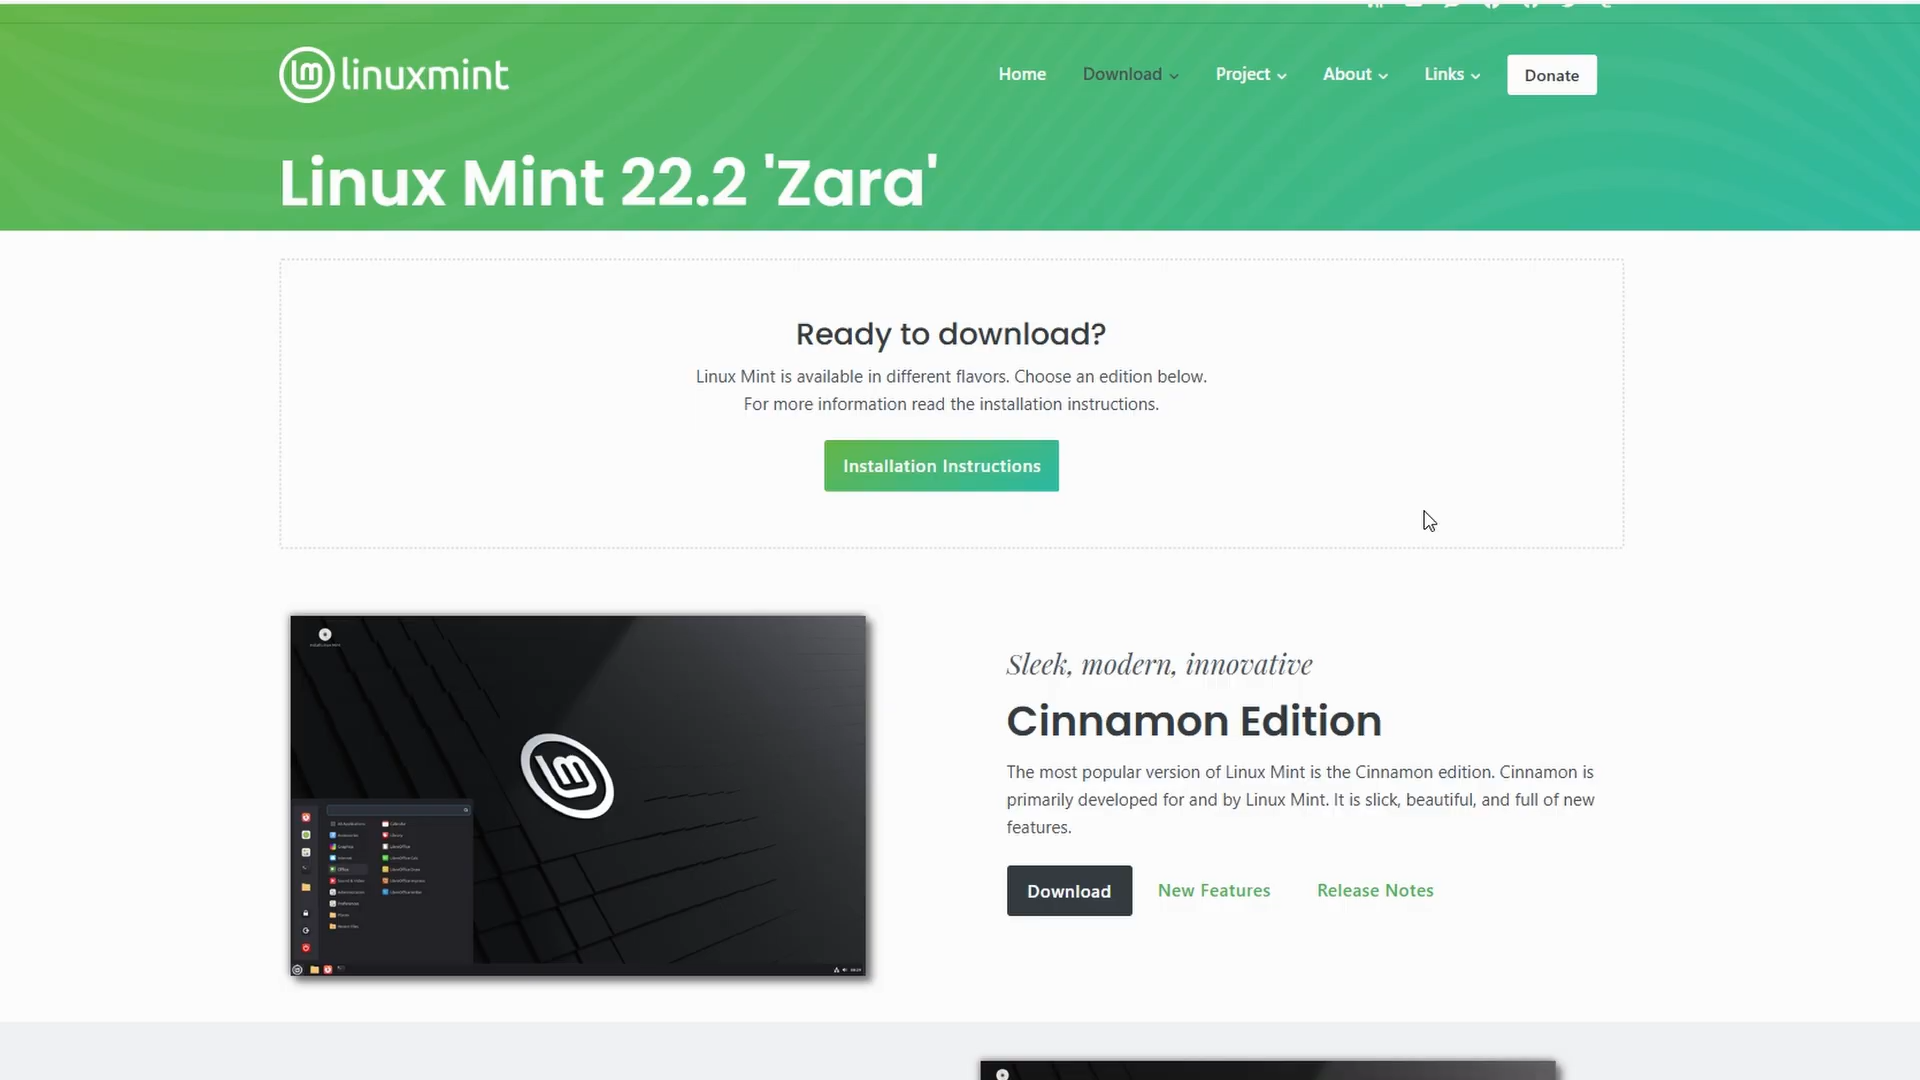 linuxmint
Home
Download
Project
About
Links
Donate
Linux Mint 22.2 'Zara'
Ready to download?
Linux Mint is available in different flavors. Choose an edition below.
For more information read the installation instructions.
Installation Instructions
Sleek, modern, innovative
Cinnamon Edition
The most popular version of Linux Mint is the Cinnamon edition. Cinnamon is
primarily developed for and by Linux Mint. It is slick, beautiful, and full of new
features.
Download
New Features
Release Notes